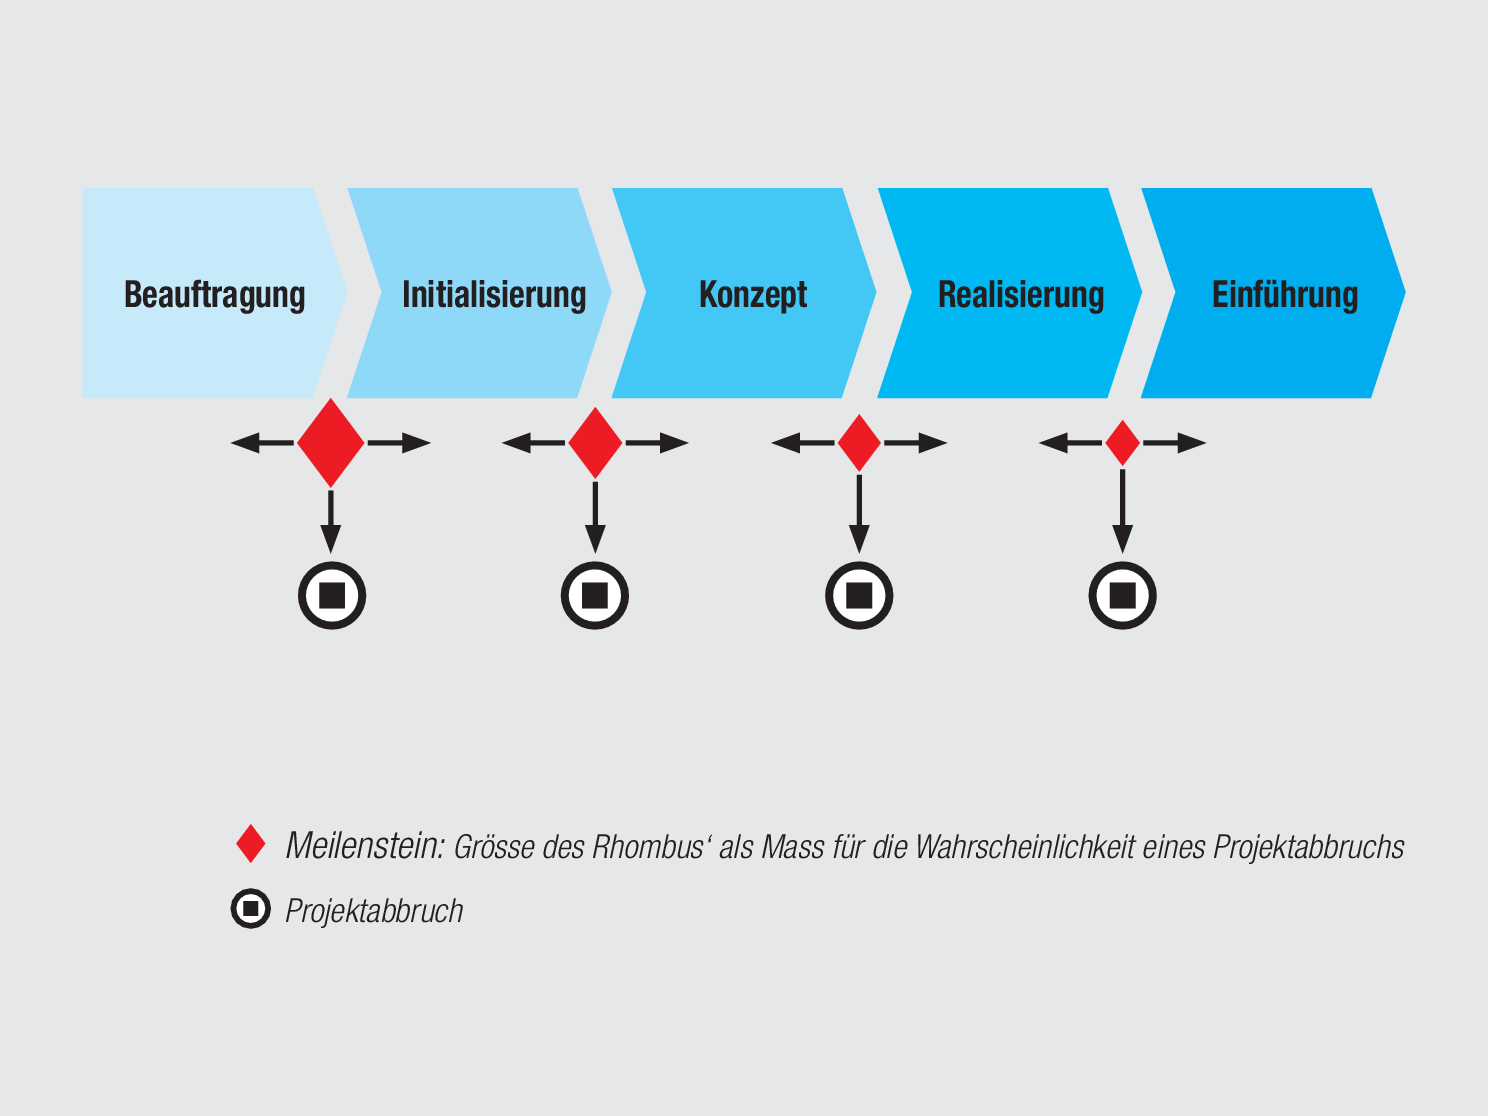 Beauftragung
Initialisierung
Konzept
Realisierung
Einführung
Meilenstein: Grösse des Rhombus‘ als Mass für die Wahrscheinlichkeit eines Projektabbruchs
Projektabbruch